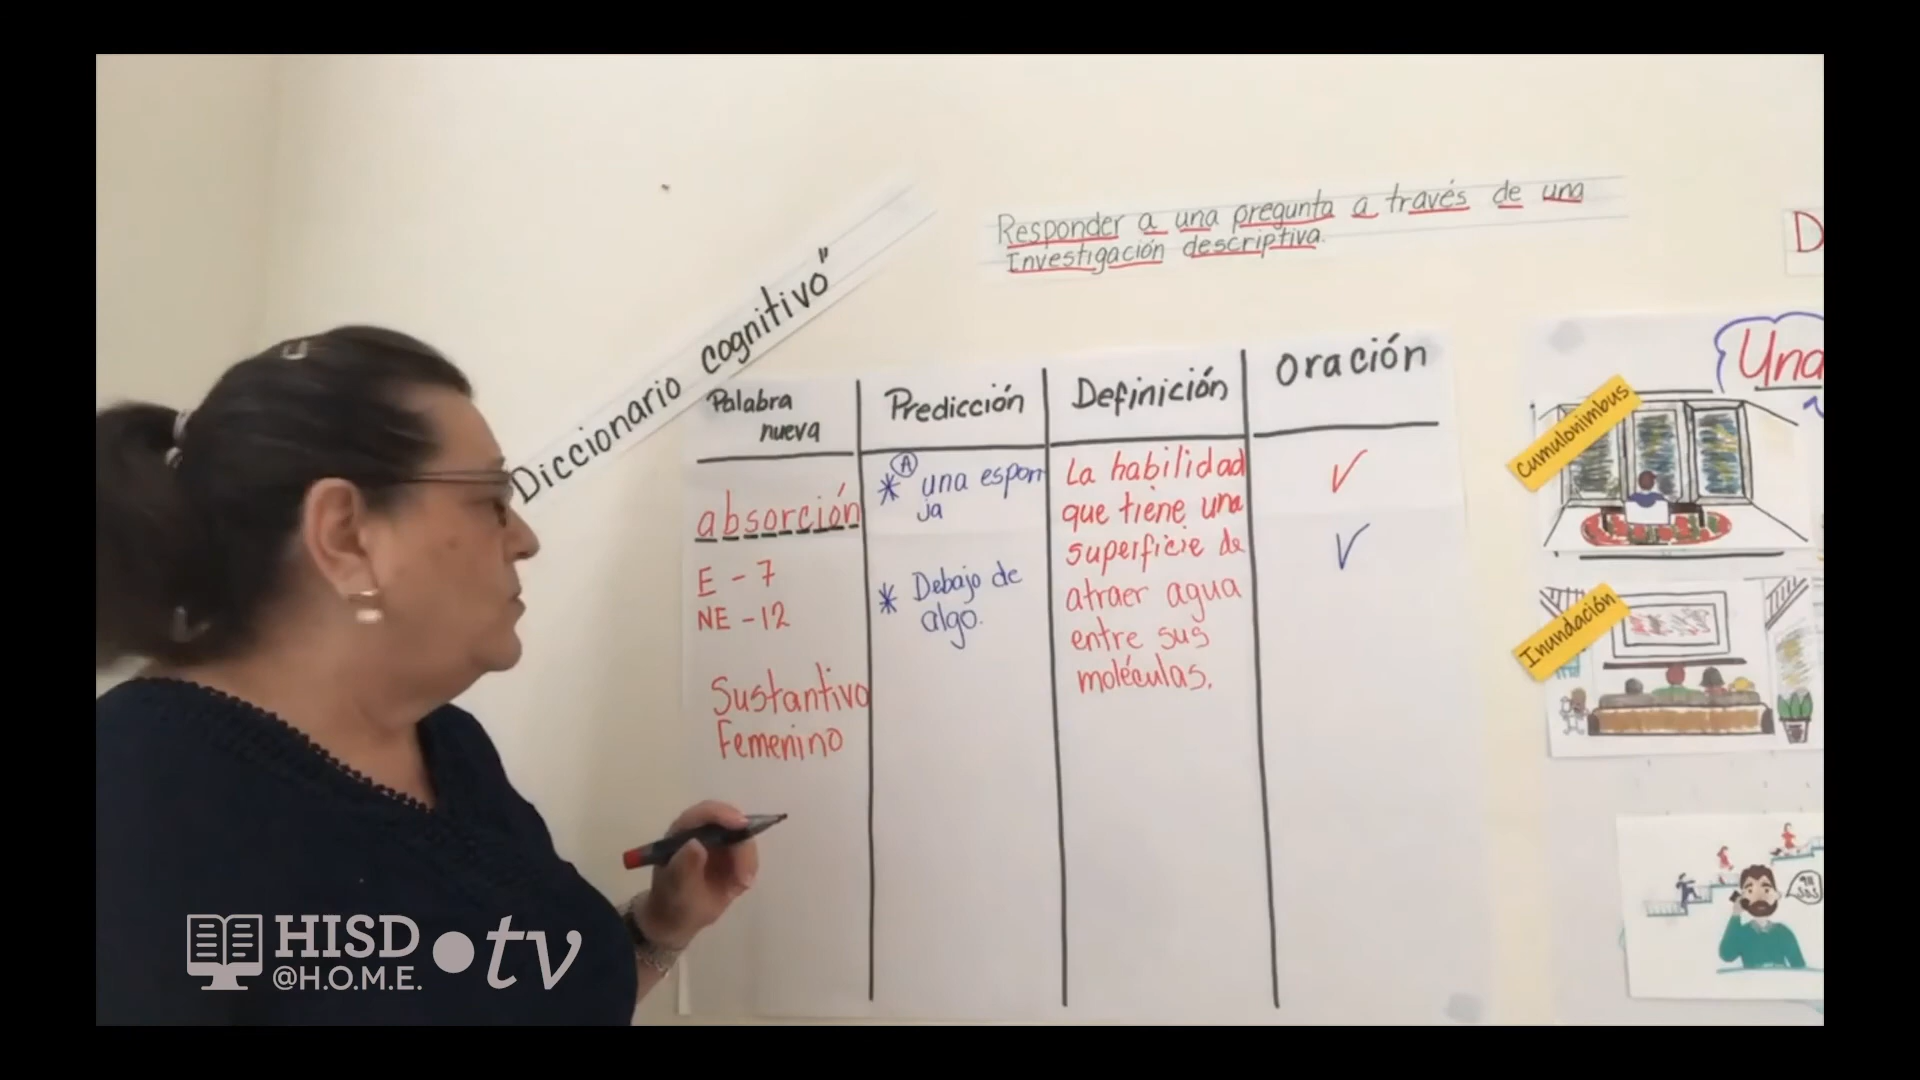 Responder a una pregunta a través de una
Investigación descriptiva.
Diccionario cognitivo"
Palabra
nueva
absorción
E - 7
NE - 12
Sustantivo
Femenino
Predicción
* A una espon
ja
* Debajo de
algo.
Definición
La habilidad
que tiene una
superficie de
atraer agua
entre sus
moléculas.
Oración
✓
✓
D
Una
cumulonimbus
Inundación
HISD
@H.O.M.E.
.tv